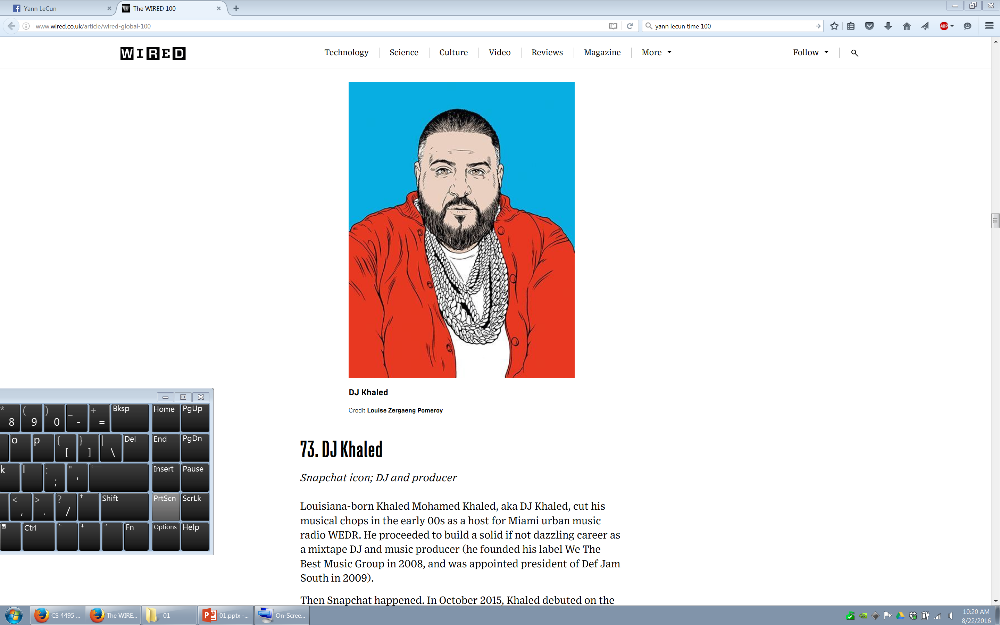 Yann LeCun
The WIRED 100
www.wired.co.uk/article/wired-global-100
yann lecun time 100
ABP
WIRED
Technology
Science
Culture
Video
Reviews
Magazine
More
Follow
DJ Khaled
Credit Louise Zergaeng Pomeroy
73. DJ Khaled
Snapchat icon; DJ and producer
Louisiana-born Khaled Mohamed Khaled, aka DJ Khaled, cut his
musical chops in the early 00s as a host for Miami urban music
radio WEDR. He proceeded to build a solid if not dazzling career as
a mixtape DJ and music producer (he founded his label We The
Best Music Group in 2008, and was appointed president of Def Jam
South in 2009).
Then Snapchat happened. In October 2015, Khaled debuted on the
* 8 ( 9 ) 0 _ - + = Bksp Home PgUp
o p { [ } ] | \ Del End PgDn
k l : ; " ' Insert Pause
< , > . ? / ↑ Shift PrtScn ScrLk
Ctrl ← ↓ → Fn Options Help
CS 4495 ...
The WIRE...
01
01.pptx -...
On-Scree...
10:20 AM
8/22/2016